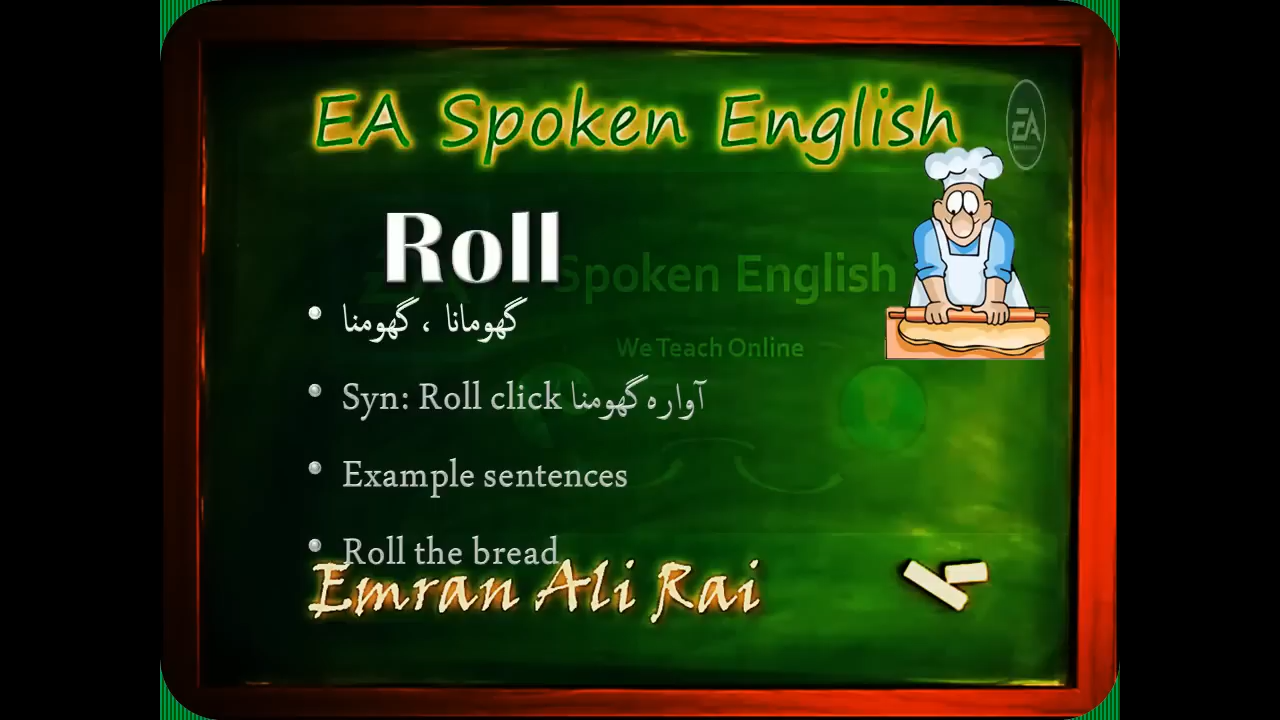 EA Spoken English
EA
Roll
Spoken English
گھومانا ، گھومنا
We Teach Online
Syn: Roll click آوارہ گھومنا
Example sentences
Roll the bread
Emran Ali Rai